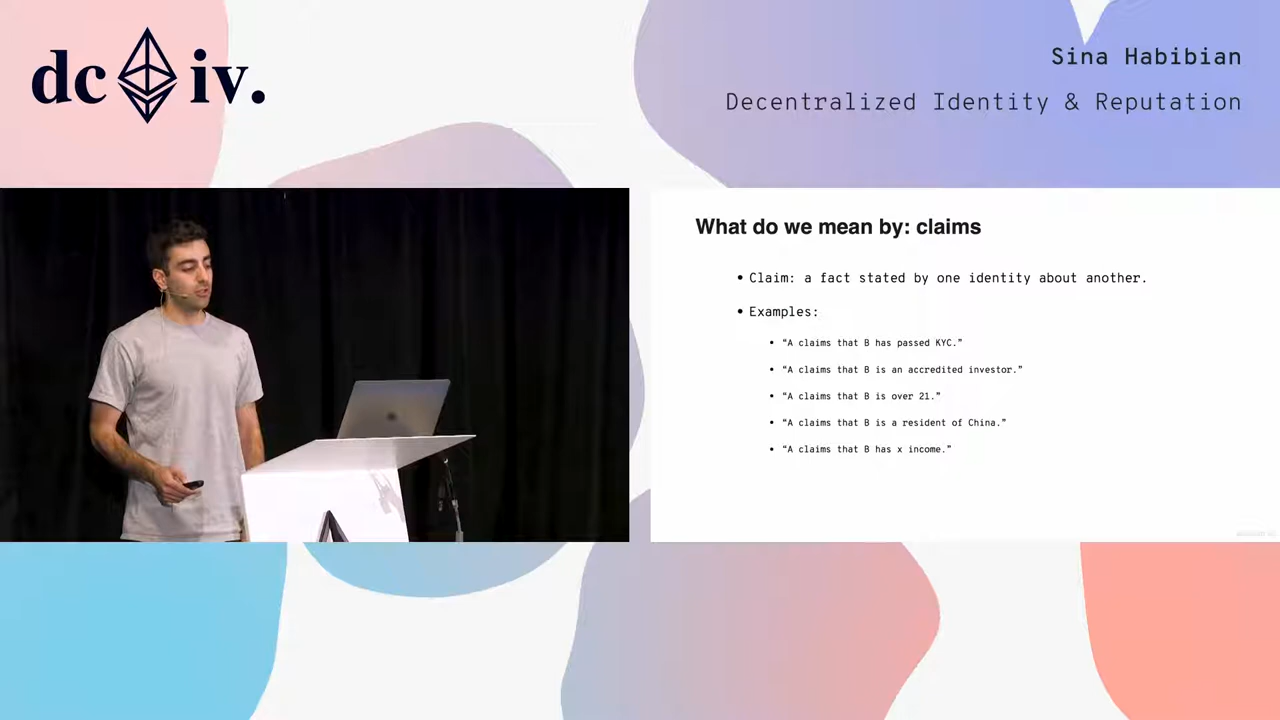 dc iv.
Sina Habibian
Decentralized Identity & Reputation
What do we mean by: claims
• Claim: a fact stated by one identity about another.
• Examples:
• “A claims that B has passed KYC.”
• “A claims that B is an accredited investor.”
• “A claims that B is over 21.”
• “A claims that B is a resident of China.”
• “A claims that B has x income.”